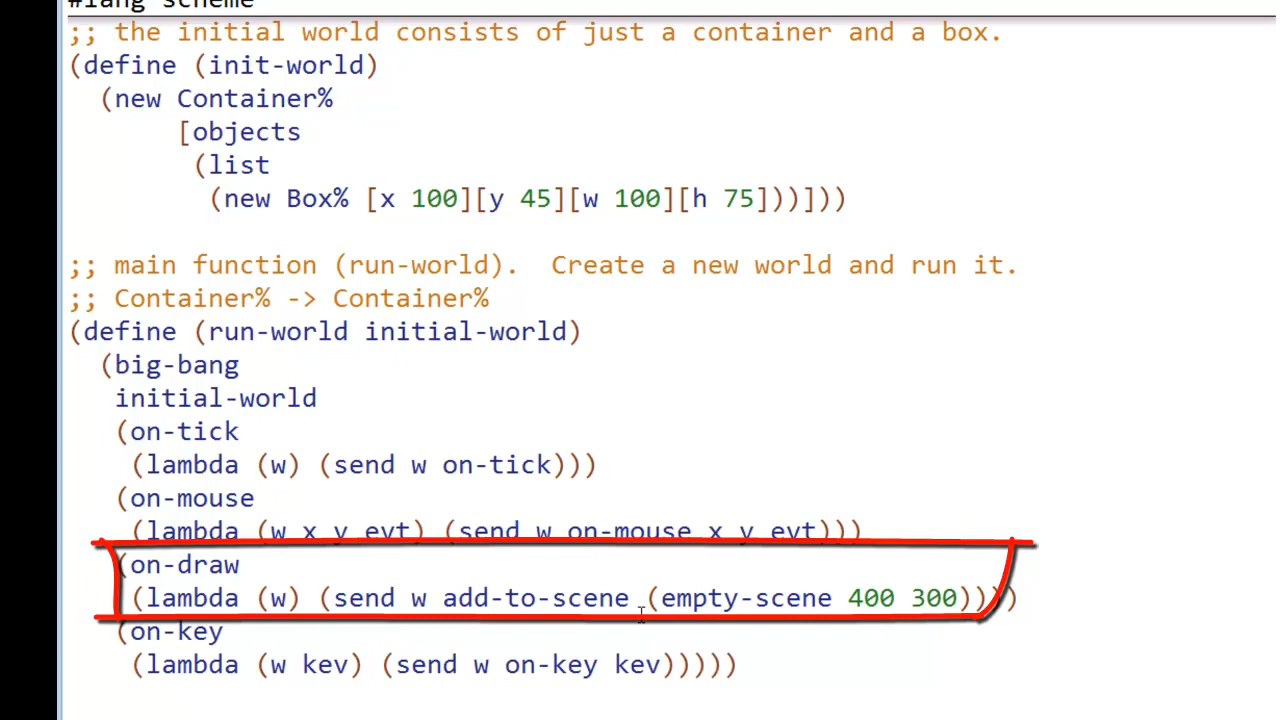 #lang scheme
;; the initial world consists of just a container and a box.
(define (init-world)
  (new Container%
       [objects
        (list
         (new Box% [x 100][y 45][w 100][h 75]))]))

;; main function (run-world).  Create a new world and run it.
;; Container% -> Container%
(define (run-world initial-world)
  (big-bang
   initial-world
   (on-tick
    (lambda (w) (send w on-tick)))
   (on-mouse
    (lambda (w x y evt) (send w on-mouse x y evt)))
   (on-draw
    (lambda (w) (send w add-to-scene (empty-scene 400 300))))
   (on-key
    (lambda (w kev) (send w on-key kev)))))